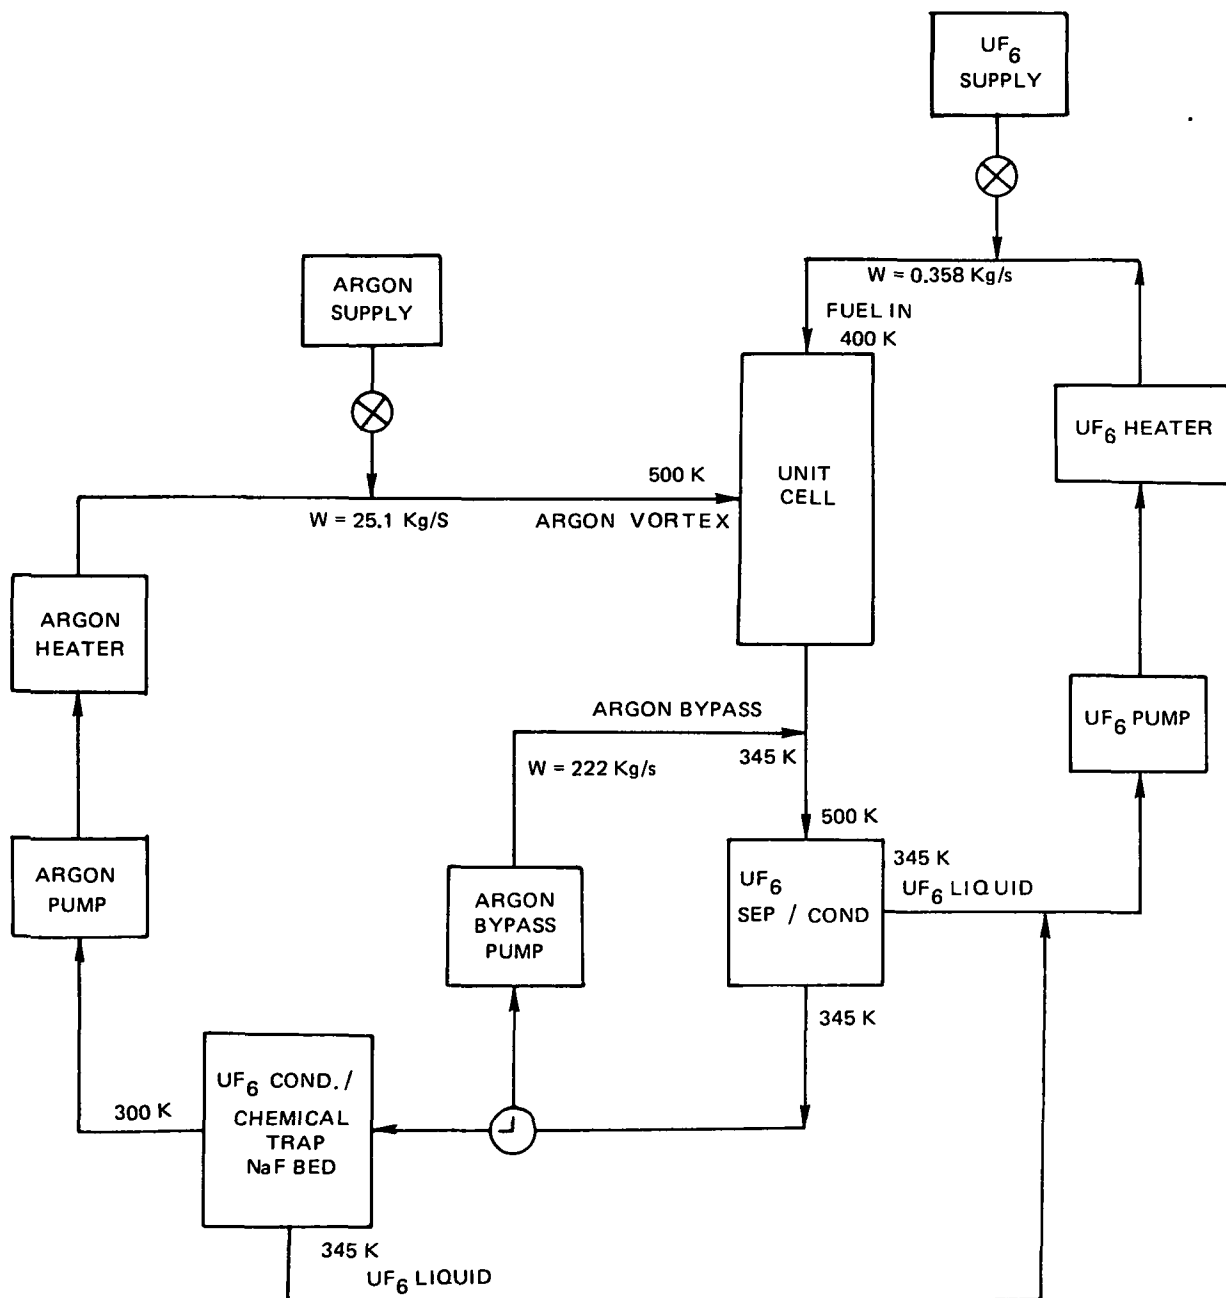 UF6
SUPPLY
W = 0.358 Kg/s
ARGON
SUPPLY
FUEL IN
400 K
UF6 HEATER
500 K
UNIT
CELL
W = 25.1 Kg/S
ARGON VORTEX
ARGON
HEATER
ARGON BYPASS
UF6 PUMP
345 K
W = 222 Kg/s
500 K
ARGON
PUMP
345 K
UF6 LIQUID
UF6
SEP / COND
ARGON
BYPASS
PUMP
345 K
UF6 COND. /
CHEMICAL
TRAP
NaF BED
300 K
345 K
UF6 LIQUID